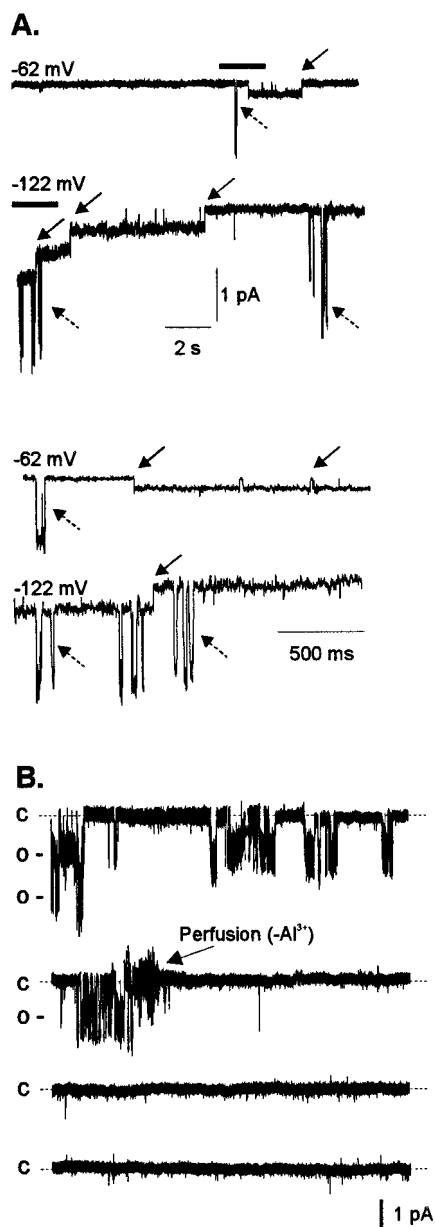 A.
-62 mV
-122 mV
1 pA
2 s
-62 mV
-122 mV
500 ms
B.
C
O -
O -
Perfusion (-Al³⁺)
C
O -
C
C
1 pA